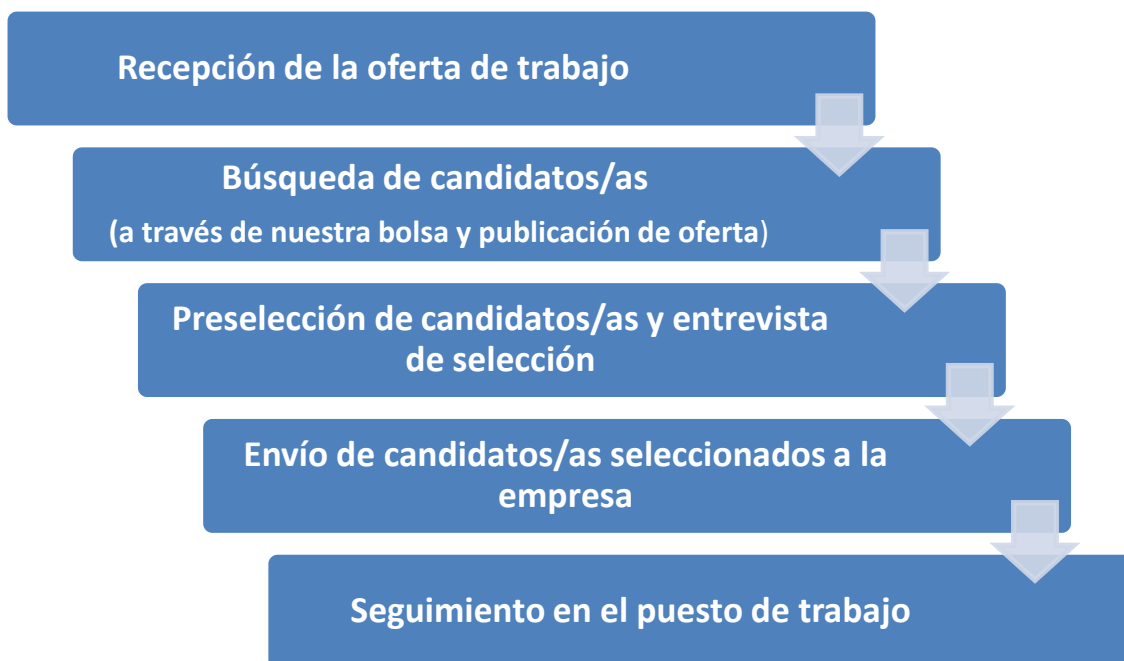 Recepción de la oferta de trabajo
Búsqueda de candidatos/as
(a través de nuestra bolsa y publicación de oferta)
Preselección de candidatos/as y entrevista
de selección
Envío de candidatos/as seleccionados a la
empresa
Seguimiento en el puesto de trabajo